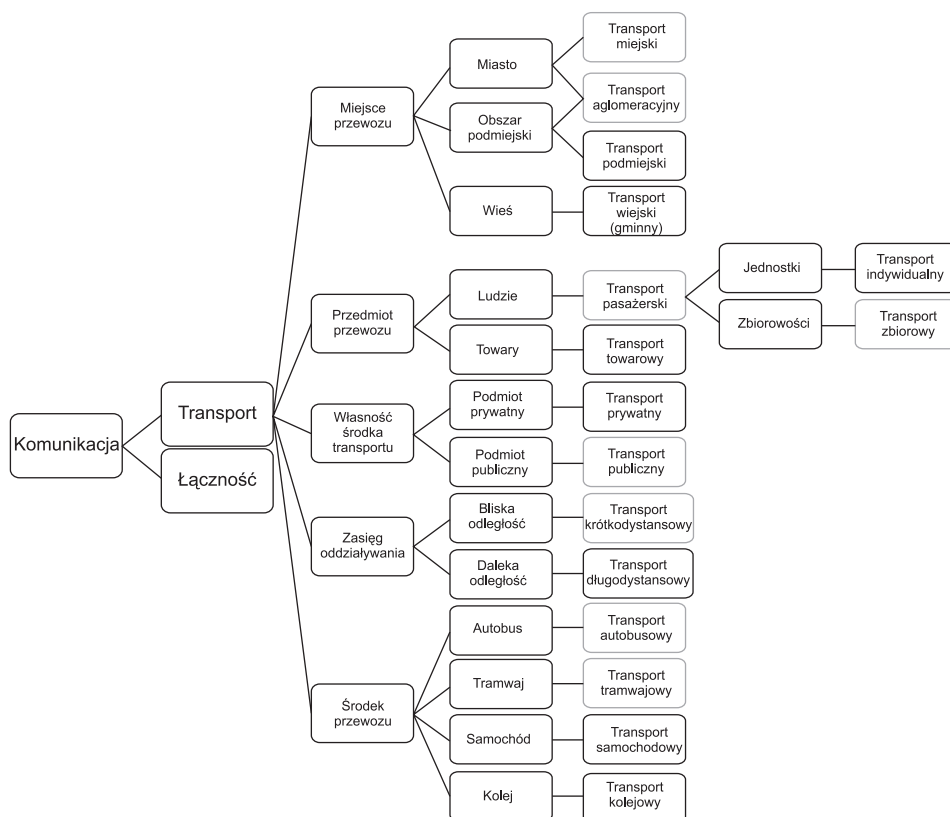 Transport
miejski
Miasto
Transport
aglomeracyjny
Miejsce
przewozu
Obszar
podmiejski
Transport
podmiejski
Wieś
Transport
wiejski
(gminny)
Jednostki
Transport
indywidualny
Ludzie
Transport
pasażerski
Przedmiot
przewozu
Zbiorowości
Transport
zbiorowy
Towary
Transport
towarowy
Transport
Komunikacja
Łączność
Własność
środka
transportu
Podmiot
prywatny
Transport
prywatny
Podmiot
publiczny
Transport
publiczny
Zasięg
oddziaływania
Bliska
odległość
Transport
krótkodystansowy
Daleka
odległość
Transport
długodystansowy
Środek
przewozu
Autobus
Transport
autobusowy
Tramwaj
Transport
tramwajowy
Samochód
Transport
samochodowy
Kolej
Transport
kolejowy